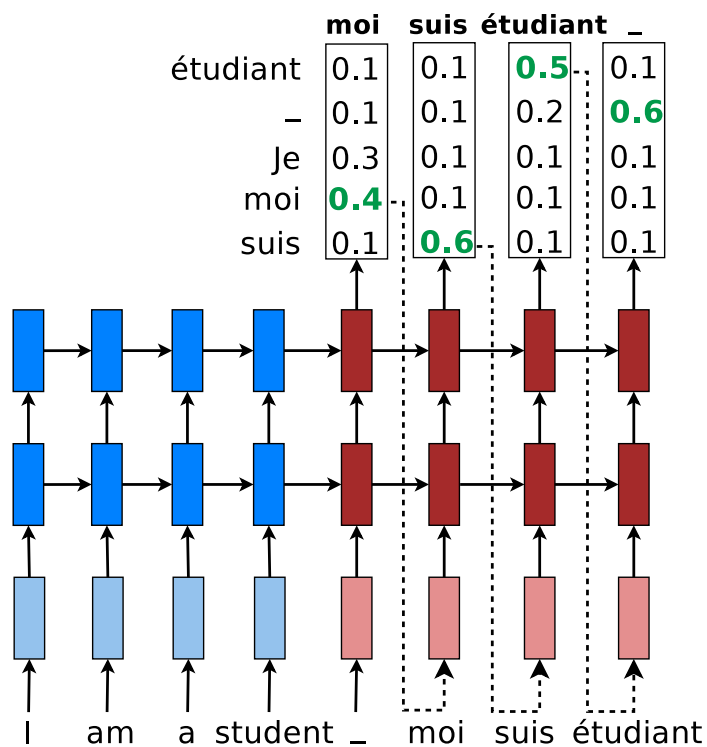 moi suis étudiant _
étudiant 0.1 0.1 0.5 0.1
_ 0.1 0.1 0.2 0.6
Je 0.3 0.1 0.1 0.1
moi 0.4 0.1 0.1 0.1
suis 0.1 0.6 0.1 0.1
I am a student _ moi suis étudiant